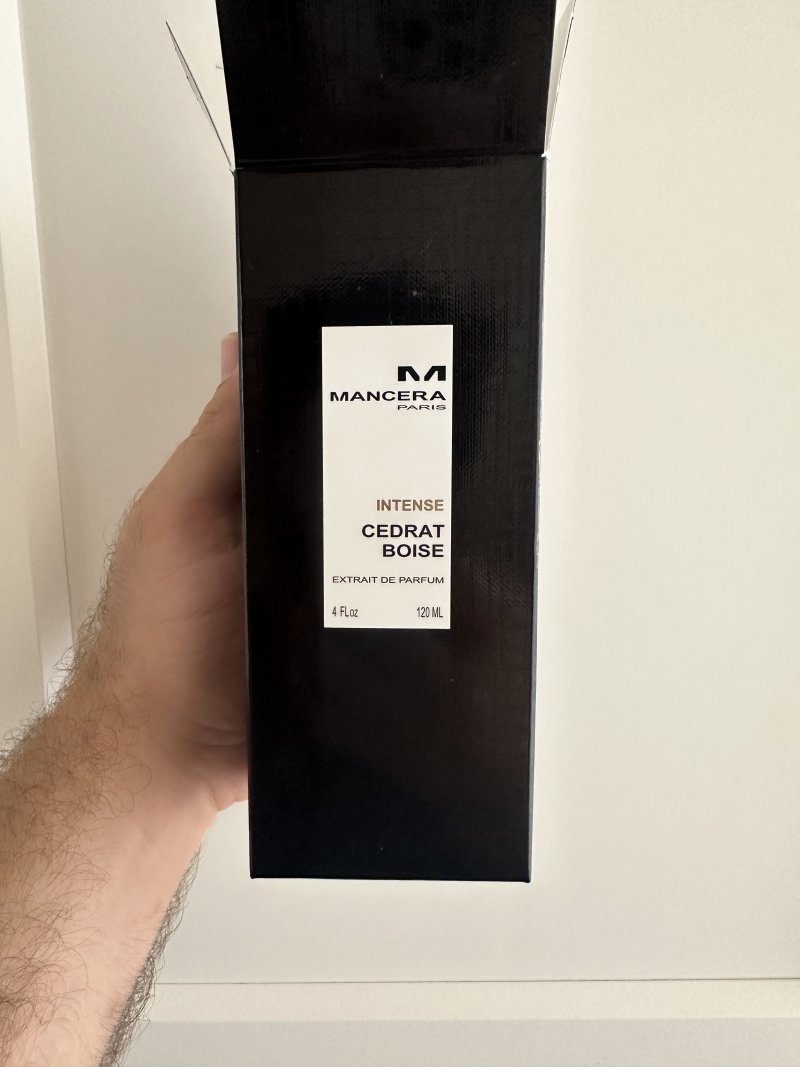 M
MANCERA
PARIS
INTENSE
CEDRAT
BOISE
EXTRAIT DE PARFUM
4 FLoz 120 ML